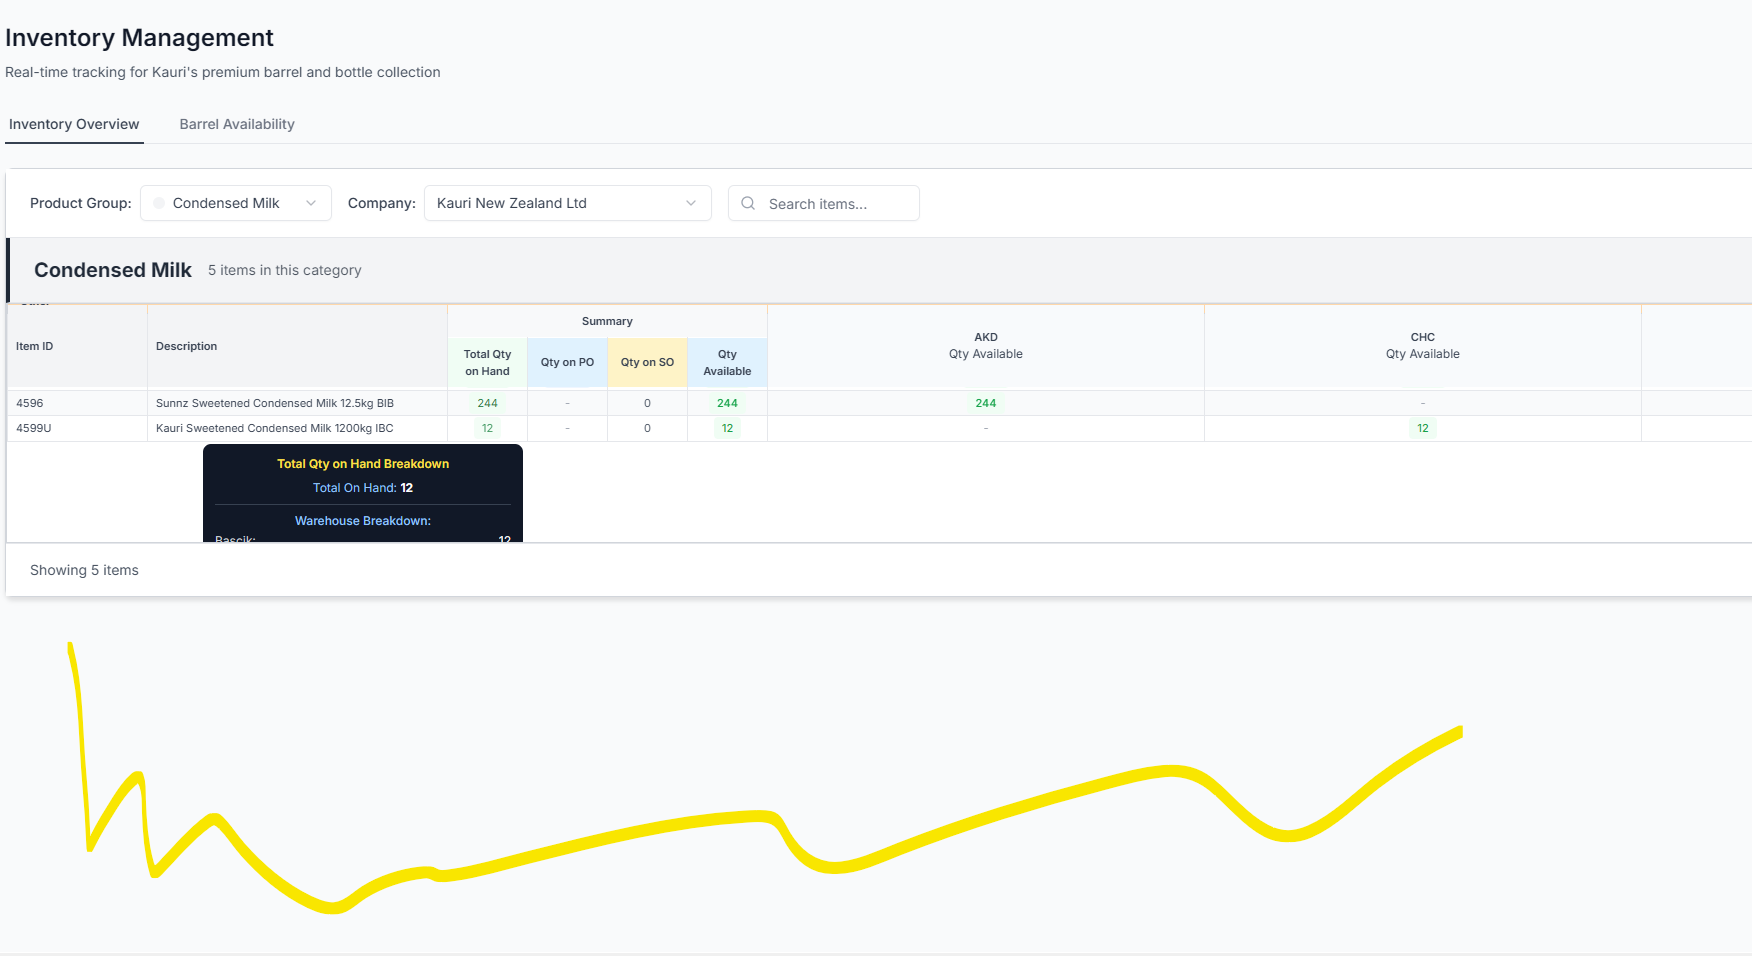 Inventory Management
Real-time tracking for Kauri's premium barrel and bottle collection
Inventory Overview Barrel Availability
Product Group: Condensed Milk Company: Kauri New Zealand Ltd Search items...
Condensed Milk 5 items in this category
Summary
Item ID Description Total Qty on Hand Qty on PO Qty on SO Qty Available AKD Qty Available CHC Qty Available
4596 Sunnz Sweetened Condensed Milk 12.5kg BIB 244 - 0 244 244 -
4599U Kauri Sweetened Condensed Milk 1200kg IBC 12 - 0 12 - 12
Total Qty on Hand Breakdown
Total On Hand: 12
Warehouse Breakdown:
Bascik: 12
Showing 5 items